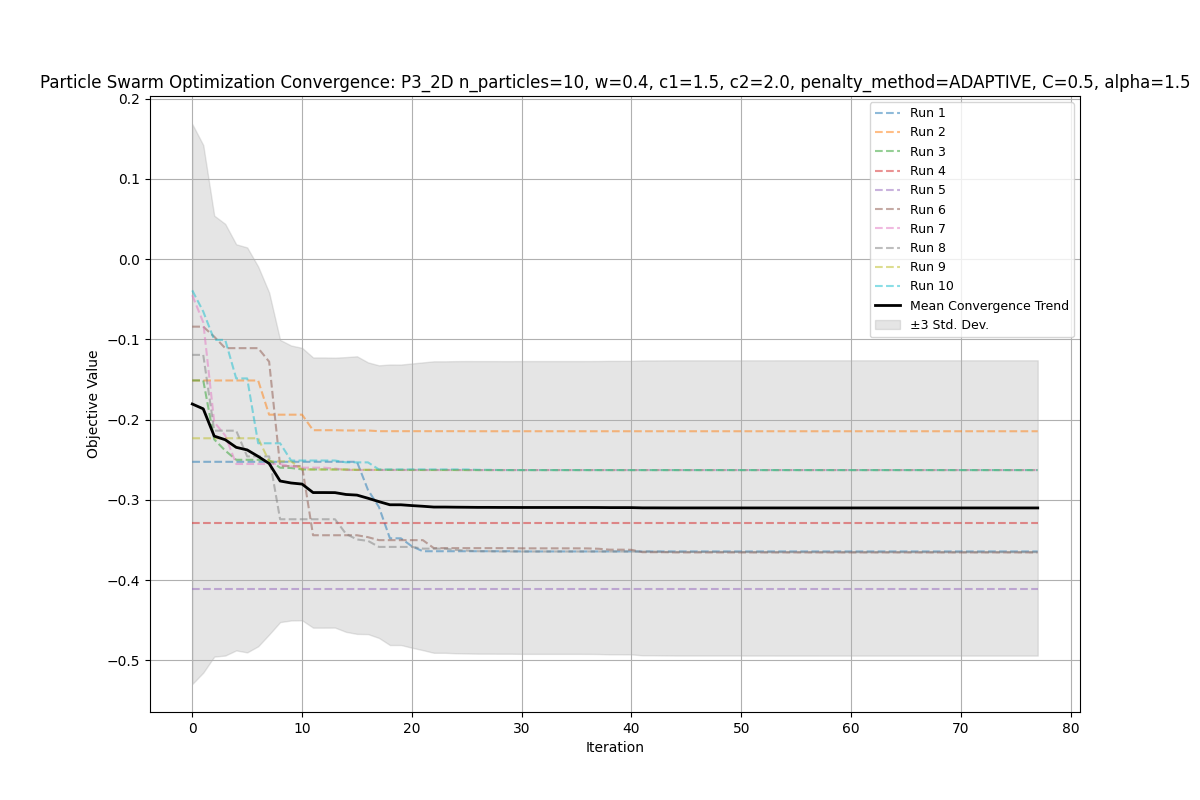 Particle Swarm Optimization Convergence: P3_2D n_particles=10, w=0.4, c1=1.5, c2=2.0, penalty_method=ADAPTIVE, C=0.5, alpha=1.5
0.2
0.1
0.0
−0.1
−0.2
−0.3
−0.4
−0.5
Objective Value
Run 1
Run 2
Run 3
Run 4
Run 5
Run 6
Run 7
Run 8
Run 9
Run 10
Mean Convergence Trend
±3 Std. Dev.
0 10 20 30 40 50 60 70 80
Iteration